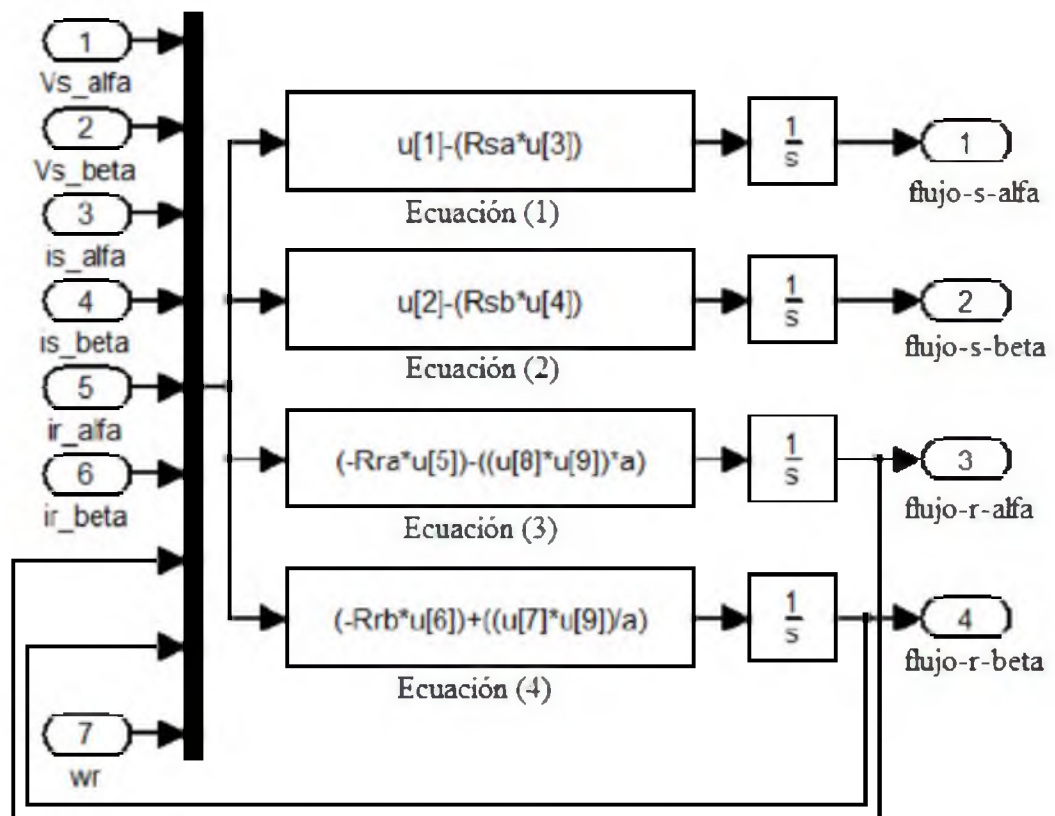 1
Vs_alfa
2
Vs_beta
3
is_alfa
4
is_beta
5
ir_alfa
6
ir_beta
7
wr
u[1]-(Rsa*u[3])
Ecuación (1)
u[2]-(Rsb*u[4])
Ecuación (2)
(-Rra*u[5])-((u[8]*u[9])*a)
Ecuación (3)
(-Rrb*u[6])+((u[7]*u[9])/a)
Ecuación (4)
1
s
1
s
1
s
1
s
1
flujo-s-alfa
2
flujo-s-beta
3
flujo-r-alfa
4
flujo-r-beta